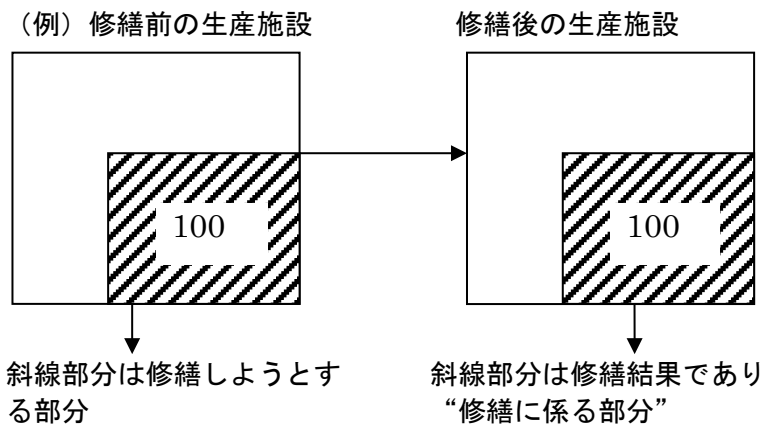 （例）修繕前の生産施設
修繕後の生産施設
100
100
斜線部分は修繕しようとす
る部分
斜線部分は修繕結果であり
“修繕に係る部分”